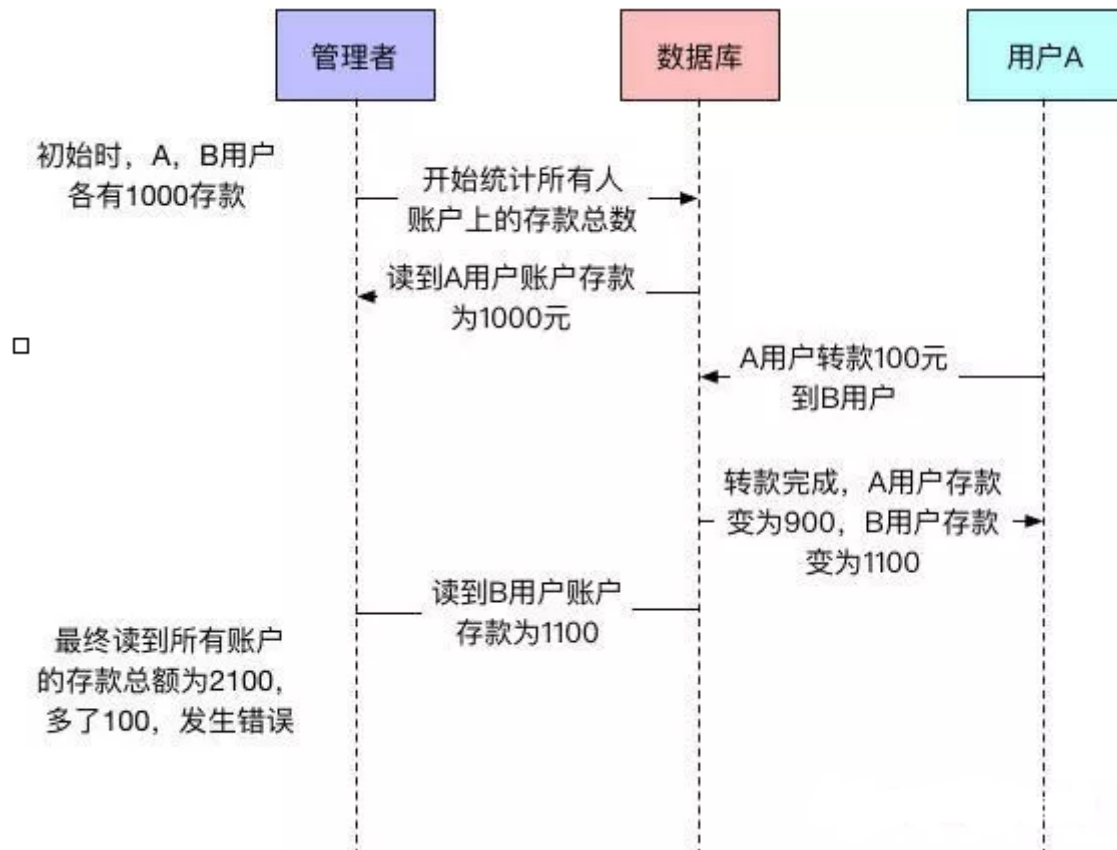 管理者
数据库
用户A
初始时，A，B用户
各有1000存款
开始统计所有人
账户上的存款总数
读到A用户账户存款
为1000元
A用户转款100元
到B用户
转款完成，A用户存款
变为900，B用户存款
变为1100
读到B用户账户
存款为1100
最终读到所有账户
的存款总额为2100，
多了100，发生错误